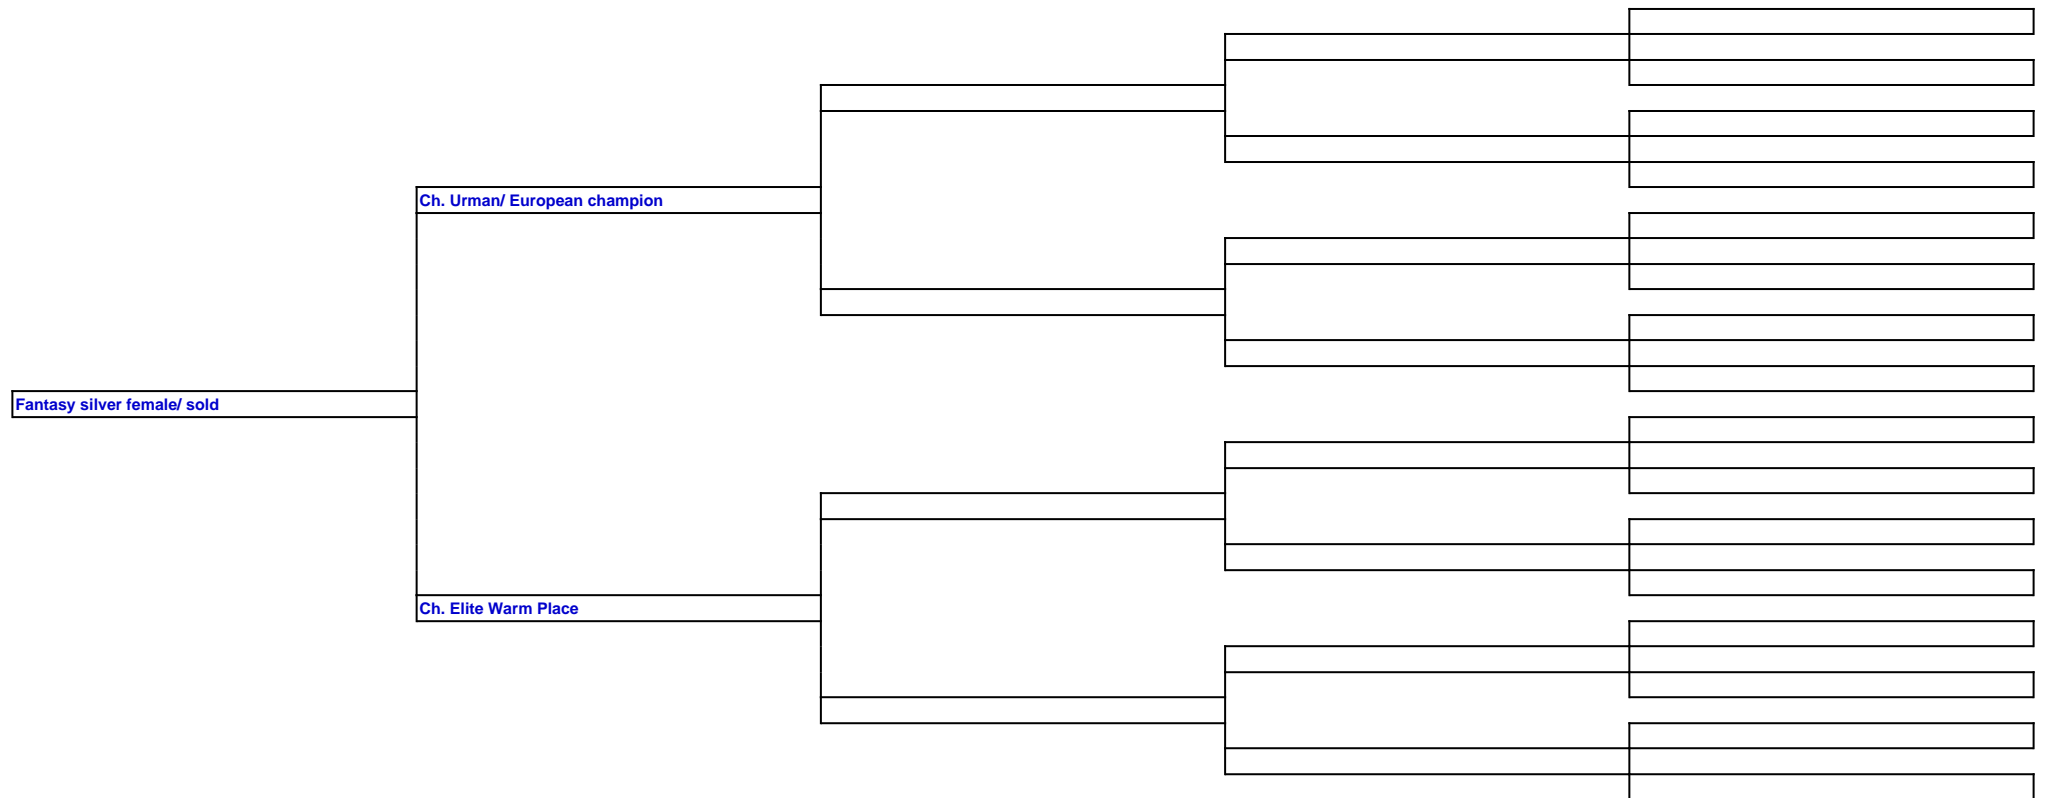 Ch. Urman/ European champion
Fantasy silver female/ sold
Ch. Elite Warm Place